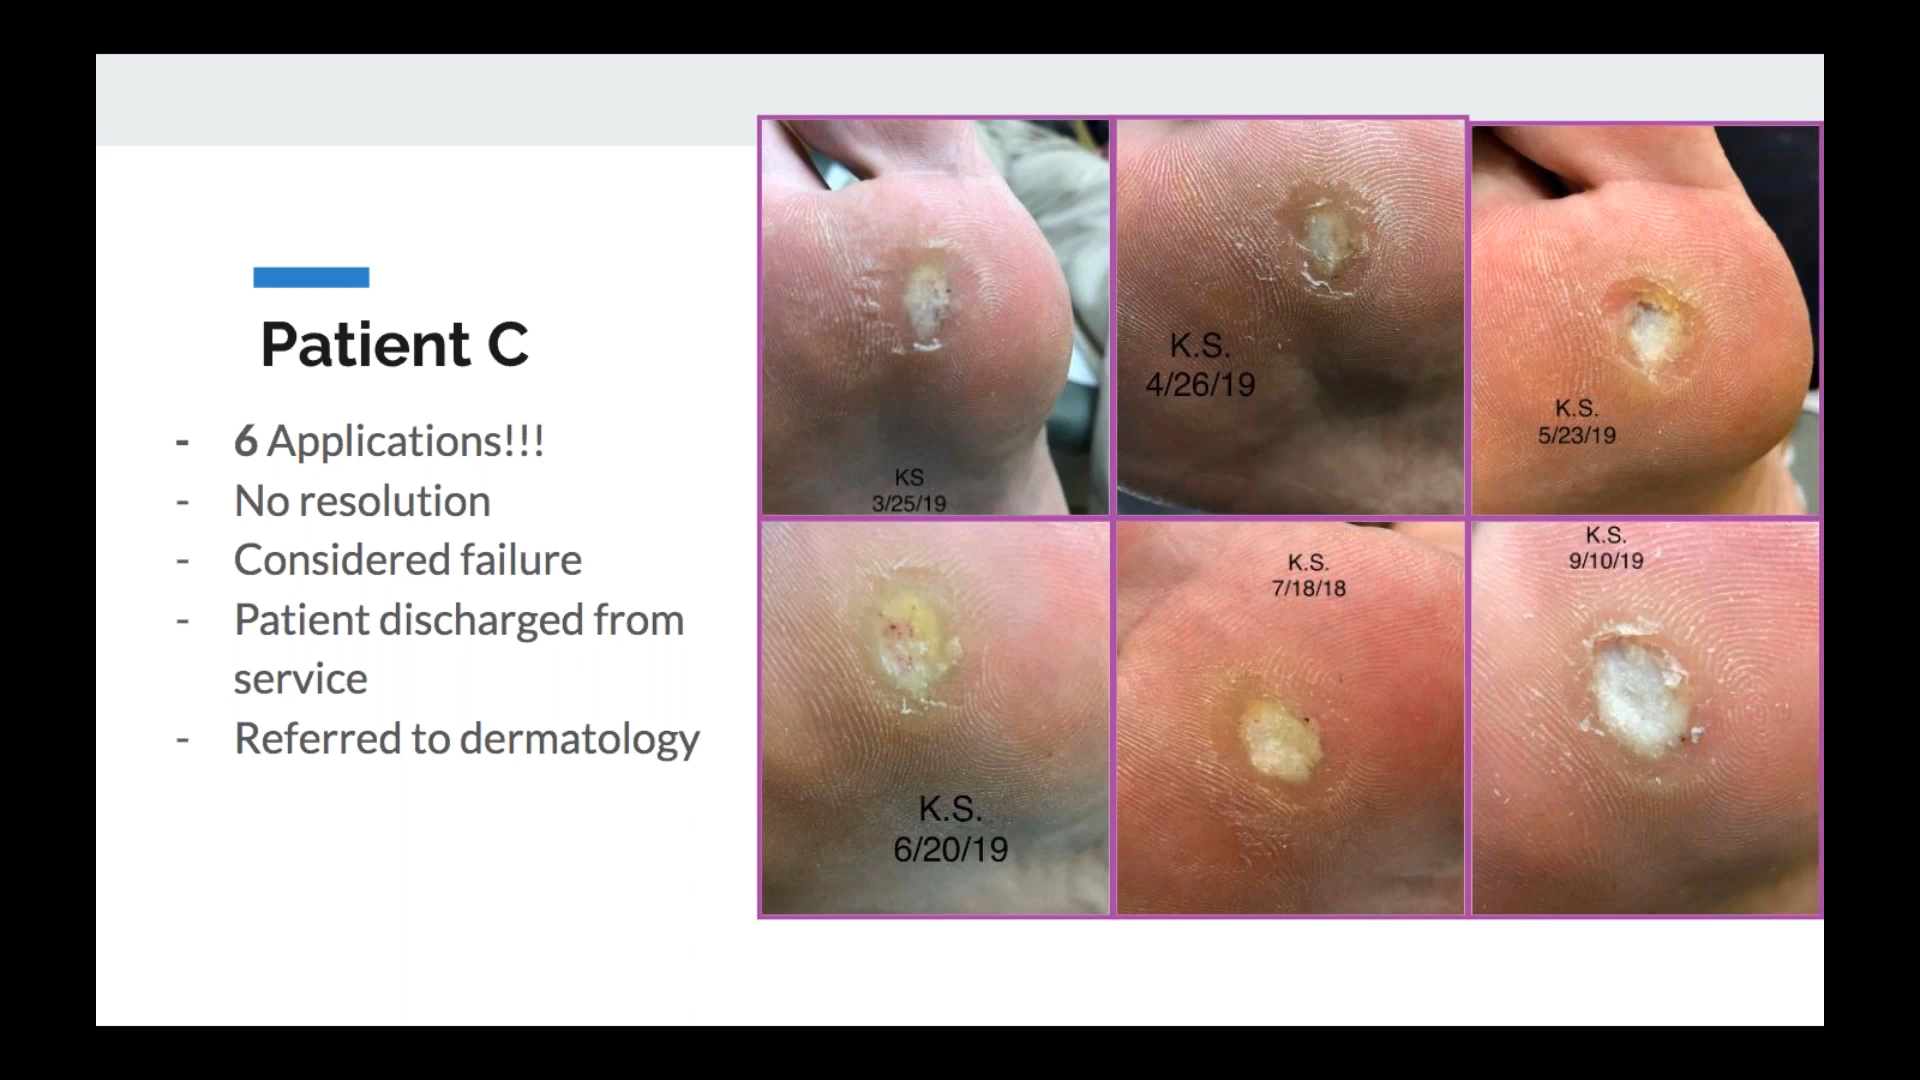 Patient C
- 6 Applications!!!
- No resolution
- Considered failure
- Patient discharged from
service
- Referred to dermatology
KS
3/25/19
K.S.
4/26/19
K.S.
5/23/19
K.S.
6/20/19
K.S.
7/18/18
K.S.
9/10/19